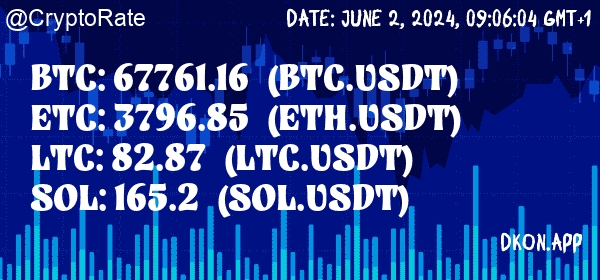 @CryptoRate
DATE: JUNE 2, 2024, 09:06:04 GMT+1
BTC: 67761.16 (BTC.USDT)
ETC: 3796.85 (ETH.USDT)
LTC: 82.87 (LTC.USDT)
SOL: 165.2 (SOL.USDT)
DKON.APP